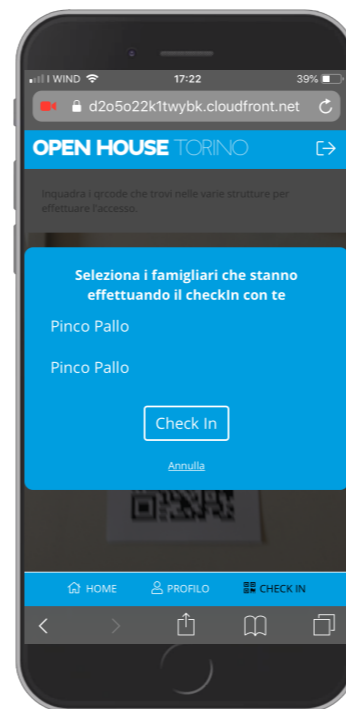 WIND 17:22 39%
d2o5o22k1twybk.cloudfront.net
OPEN HOUSE TORINO
Inquadra i qrcode che trovi nelle varie strutture per
effettuare l'accesso.
Seleziona i famigliari che stanno
effettuando il checkIn con te
Pinco Pallo
Pinco Pallo
Check In
Annulla
HOME PROFILO CHECK IN